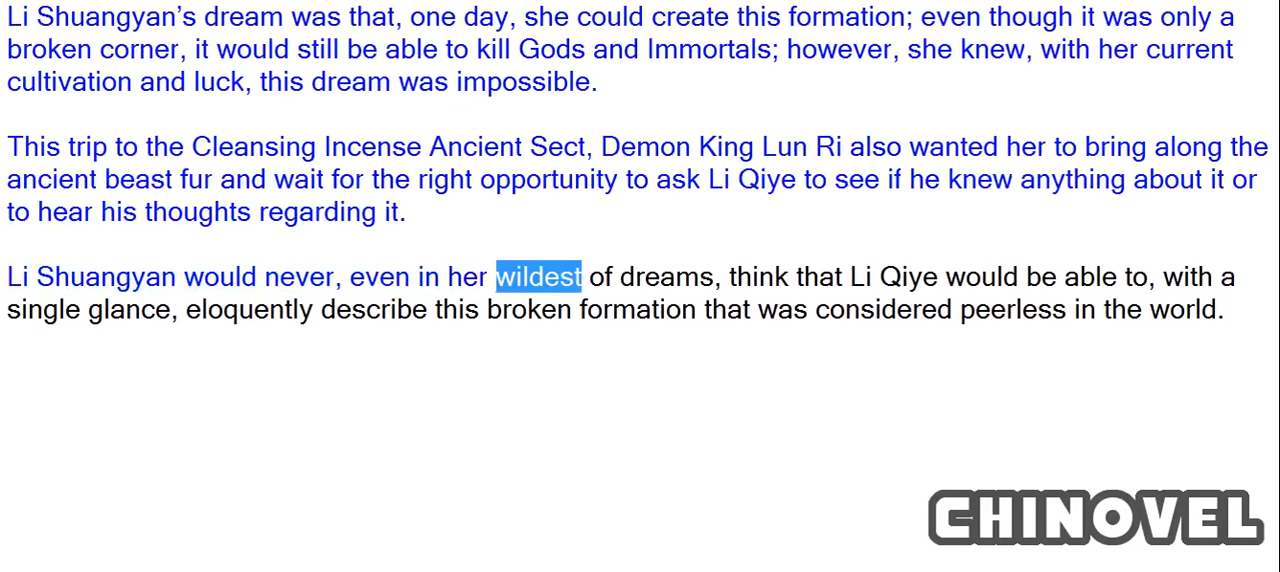 Li Shuangyan’s dream was that, one day, she could create this formation; even though it was only a
broken corner, it would still be able to kill Gods and Immortals; however, she knew, with her current
cultivation and luck, this dream was impossible.
This trip to the Cleansing Incense Ancient Sect, Demon King Lun Ri also wanted her to bring along the
ancient beast fur and wait for the right opportunity to ask Li Qiye to see if he knew anything about it or
to hear his thoughts regarding it.
Li Shuangyan would never, even in her wildest of dreams, think that Li Qiye would be able to, with a
single glance, eloquently describe this broken formation that was considered peerless in the world.
CHINOVEL